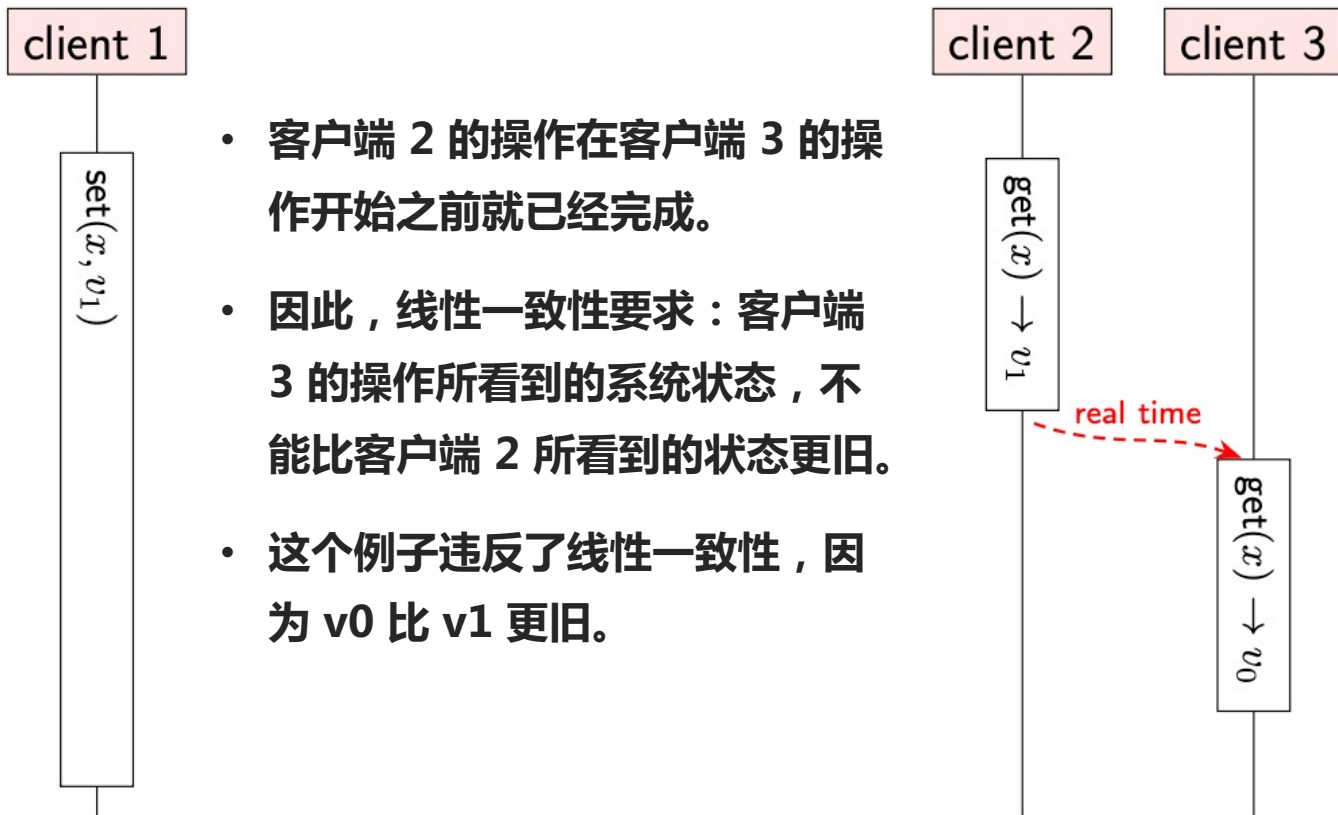 client 1
client 2
client 3
set(x, v₁)
• 客户端 2 的操作在客户端 3 的操
作开始之前就已经完成。
• 因此，线性一致性要求：客户端
3 的操作所看到的系统状态，不
能比客户端 2 所看到的状态更旧。
• 这个例子违反了线性一致性，因
为 v0 比 v1 更旧。
get(x) → v₁
real time
get(x) → v₀